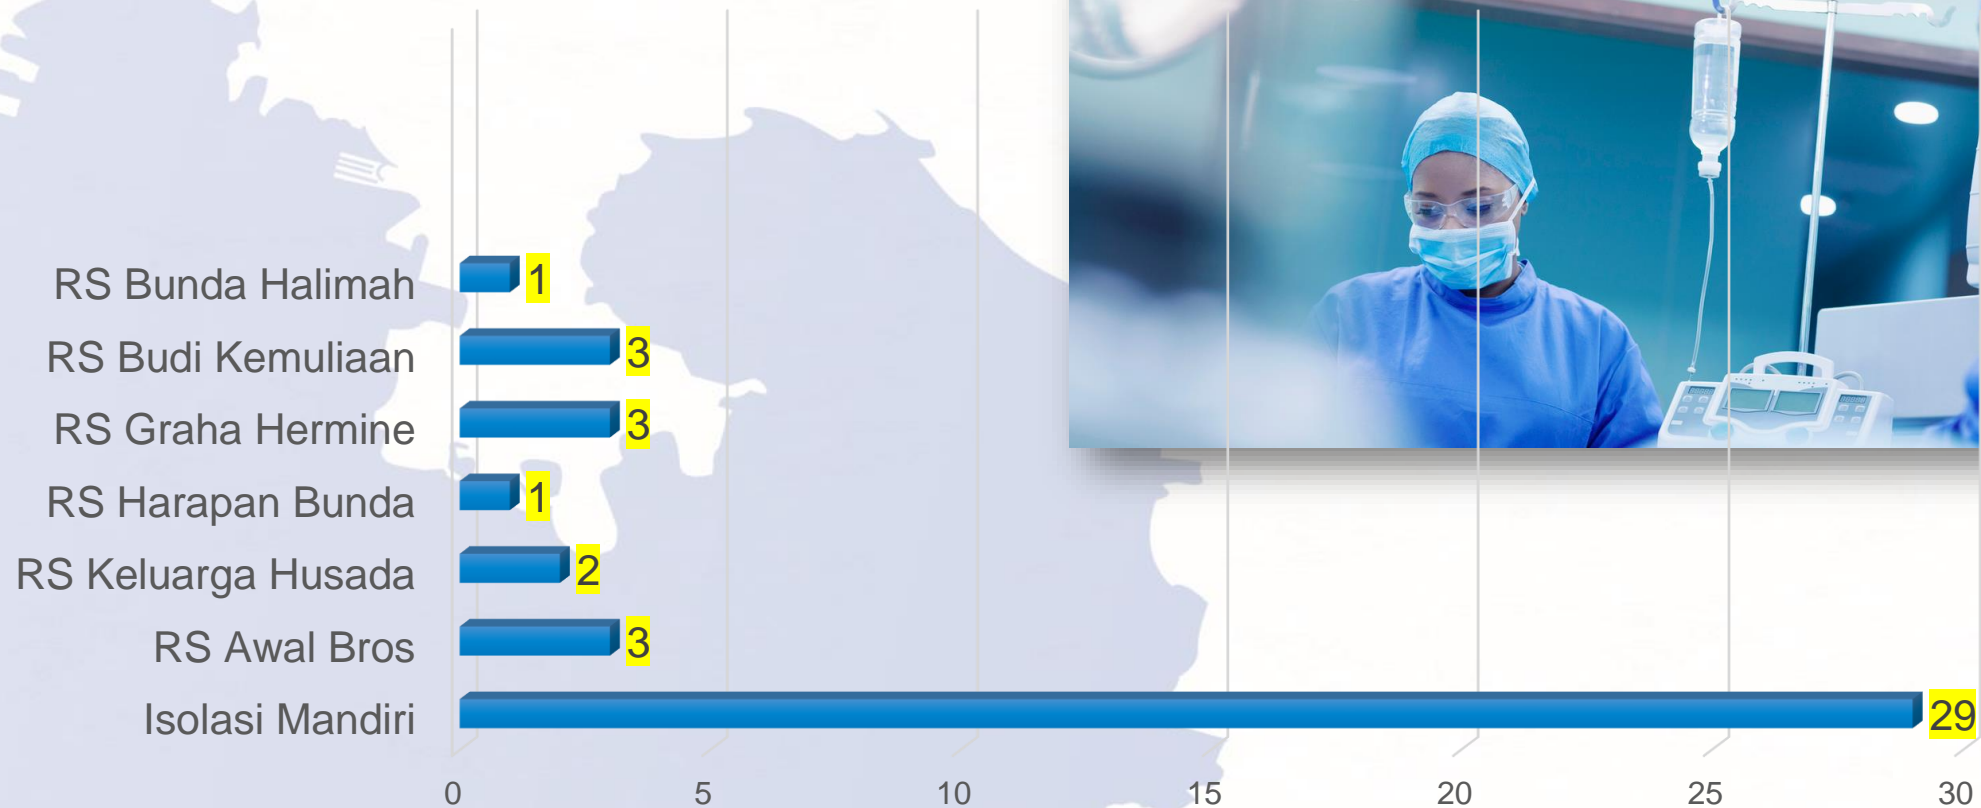 RS Bunda Halimah 1
RS Budi Kemuliaan 3
RS Graha Hermine 3
RS Harapan Bunda 1
RS Keluarga Husada 2
RS Awal Bros 3
Isolasi Mandiri 29
0 5 10 15 20 25 30